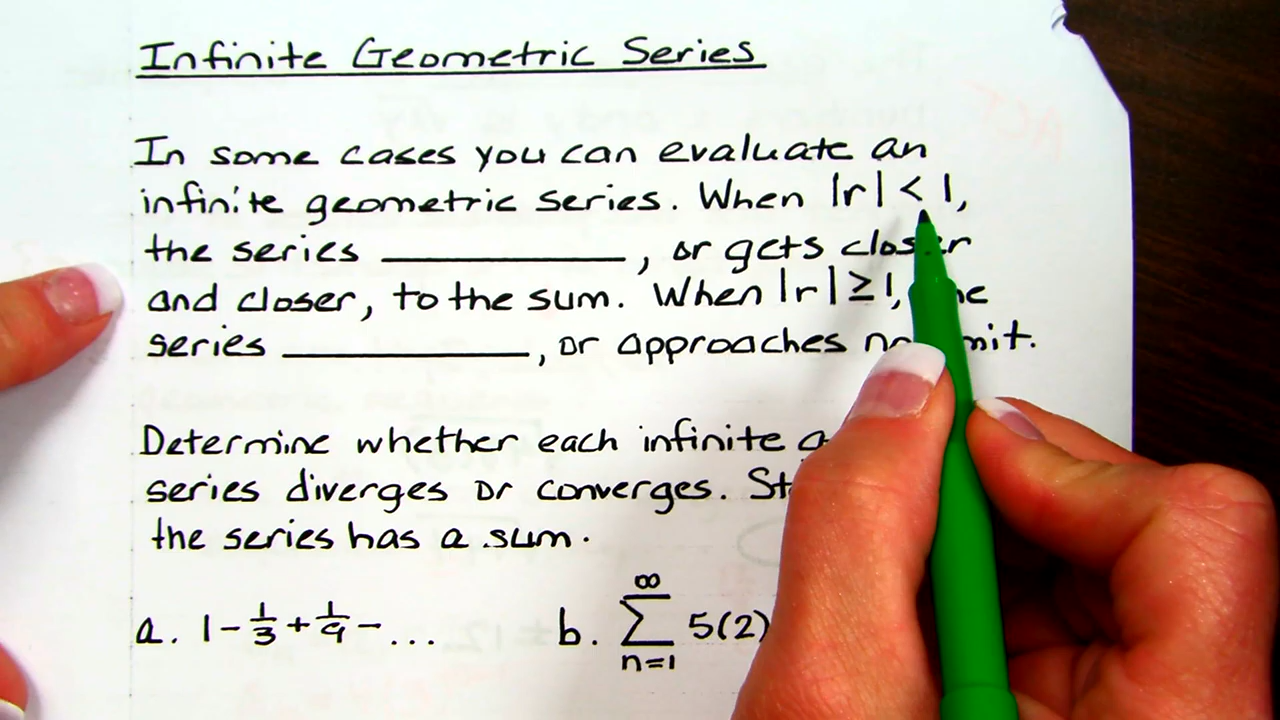 Infinite Geometric Series
In some cases you can evaluate an
infinite geometric series. When |r| < 1,
the series ____________, or gets closer
and closer, to the sum. When |r| ≥ 1,
series ____________, or approaches
Determine whether each infinite
series diverges or converges.
the series has a sum.
a. 1 - 1/3 + 1/9 - ... b. ∞ Σ n=1 5(2)